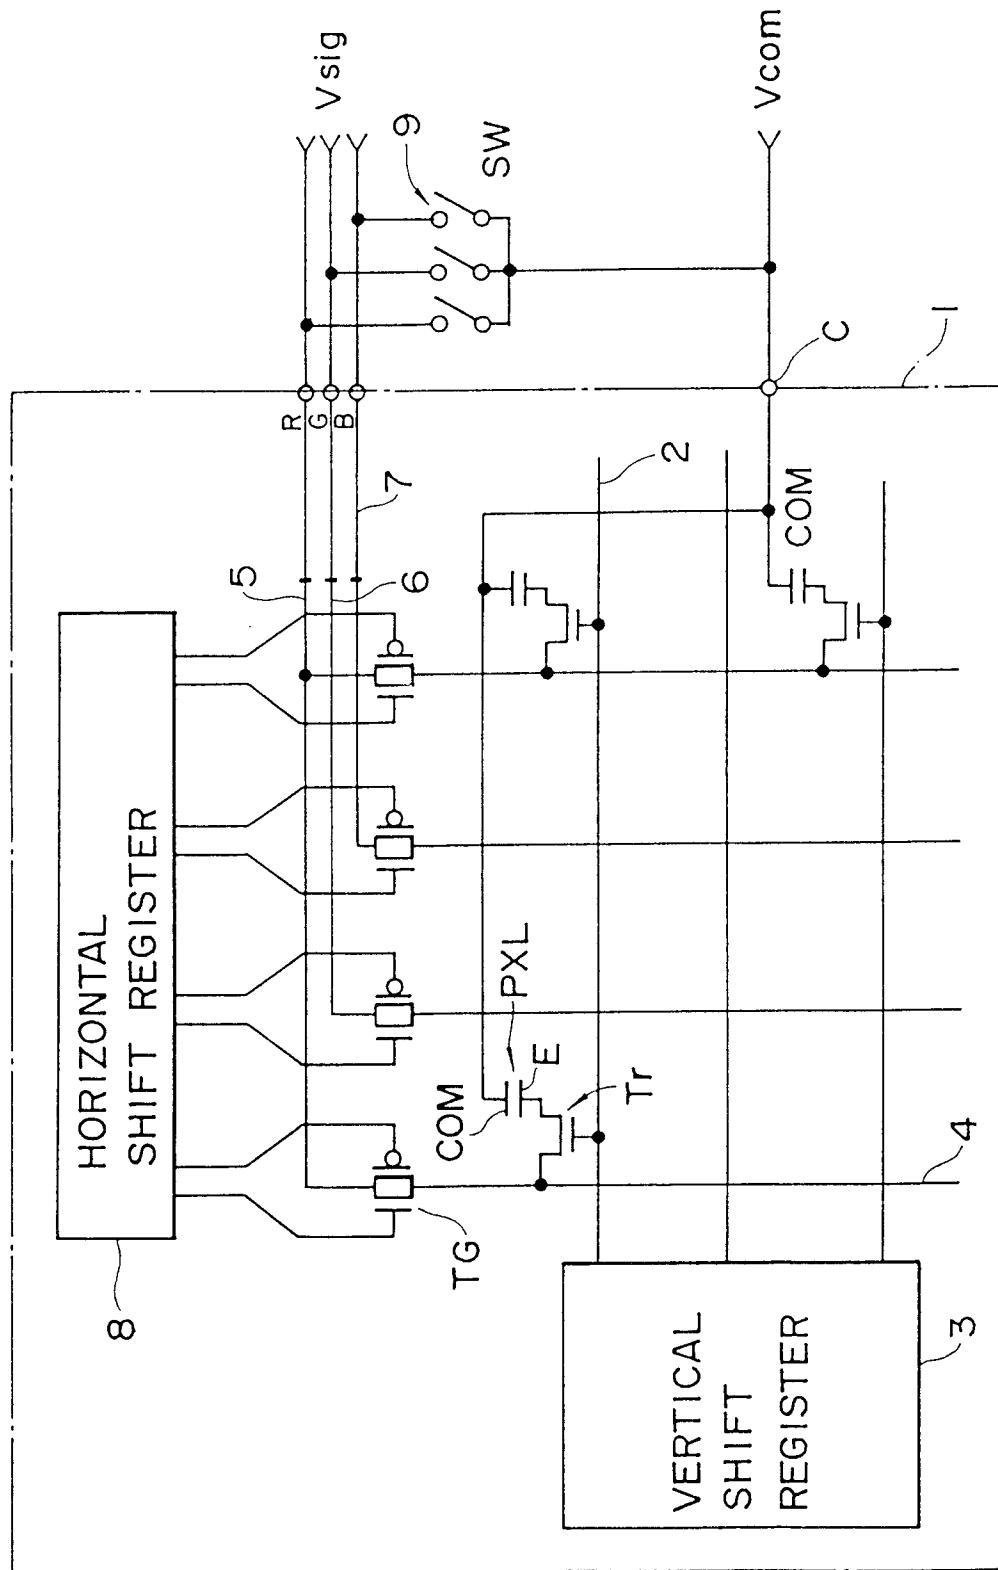 HORIZONTAL
SHIFT REGISTER
8
Vsig
9
SW
R
G
B
5
6
7
TG
COM
PXL
E
Tr
2
4
COM
C
Vcom
1
VERTICAL
SHIFT
REGISTER
3